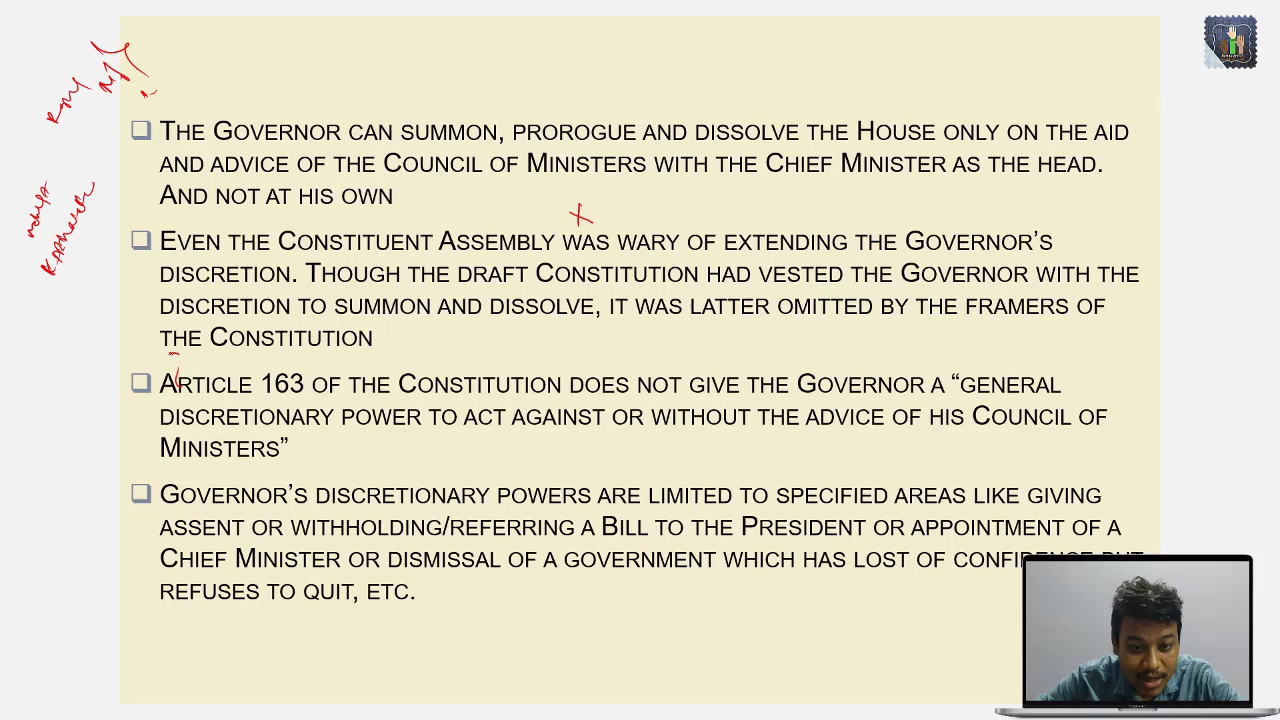 THE GOVERNOR CAN SUMMON, PROROGUE AND DISSOLVE THE HOUSE ONLY ON THE AID
AND ADVICE OF THE COUNCIL OF MINISTERS WITH THE CHIEF MINISTER AS THE HEAD.
AND NOT AT HIS OWN
EVEN THE CONSTITUENT ASSEMBLY WAS WARY OF EXTENDING THE GOVERNOR'S
DISCRETION. THOUGH THE DRAFT CONSTITUTION HAD VESTED THE GOVERNOR WITH THE
DISCRETION TO SUMMON AND DISSOLVE, IT WAS LATTER OMITTED BY THE FRAMERS OF
THE CONSTITUTION
ARTICLE 163 OF THE CONSTITUTION DOES NOT GIVE THE GOVERNOR A “GENERAL
DISCRETIONARY POWER TO ACT AGAINST OR WITHOUT THE ADVICE OF HIS COUNCIL OF
MINISTERS”
GOVERNOR'S DISCRETIONARY POWERS ARE LIMITED TO SPECIFIED AREAS LIKE GIVING
ASSENT OR WITHHOLDING/REFERRING A BILL TO THE PRESIDENT OR APPOINTMENT OF A
CHIEF MINISTER OR DISMISSAL OF A GOVERNMENT WHICH HAS LOST OF CONFIDENCE BUT
REFUSES TO QUIT, ETC.